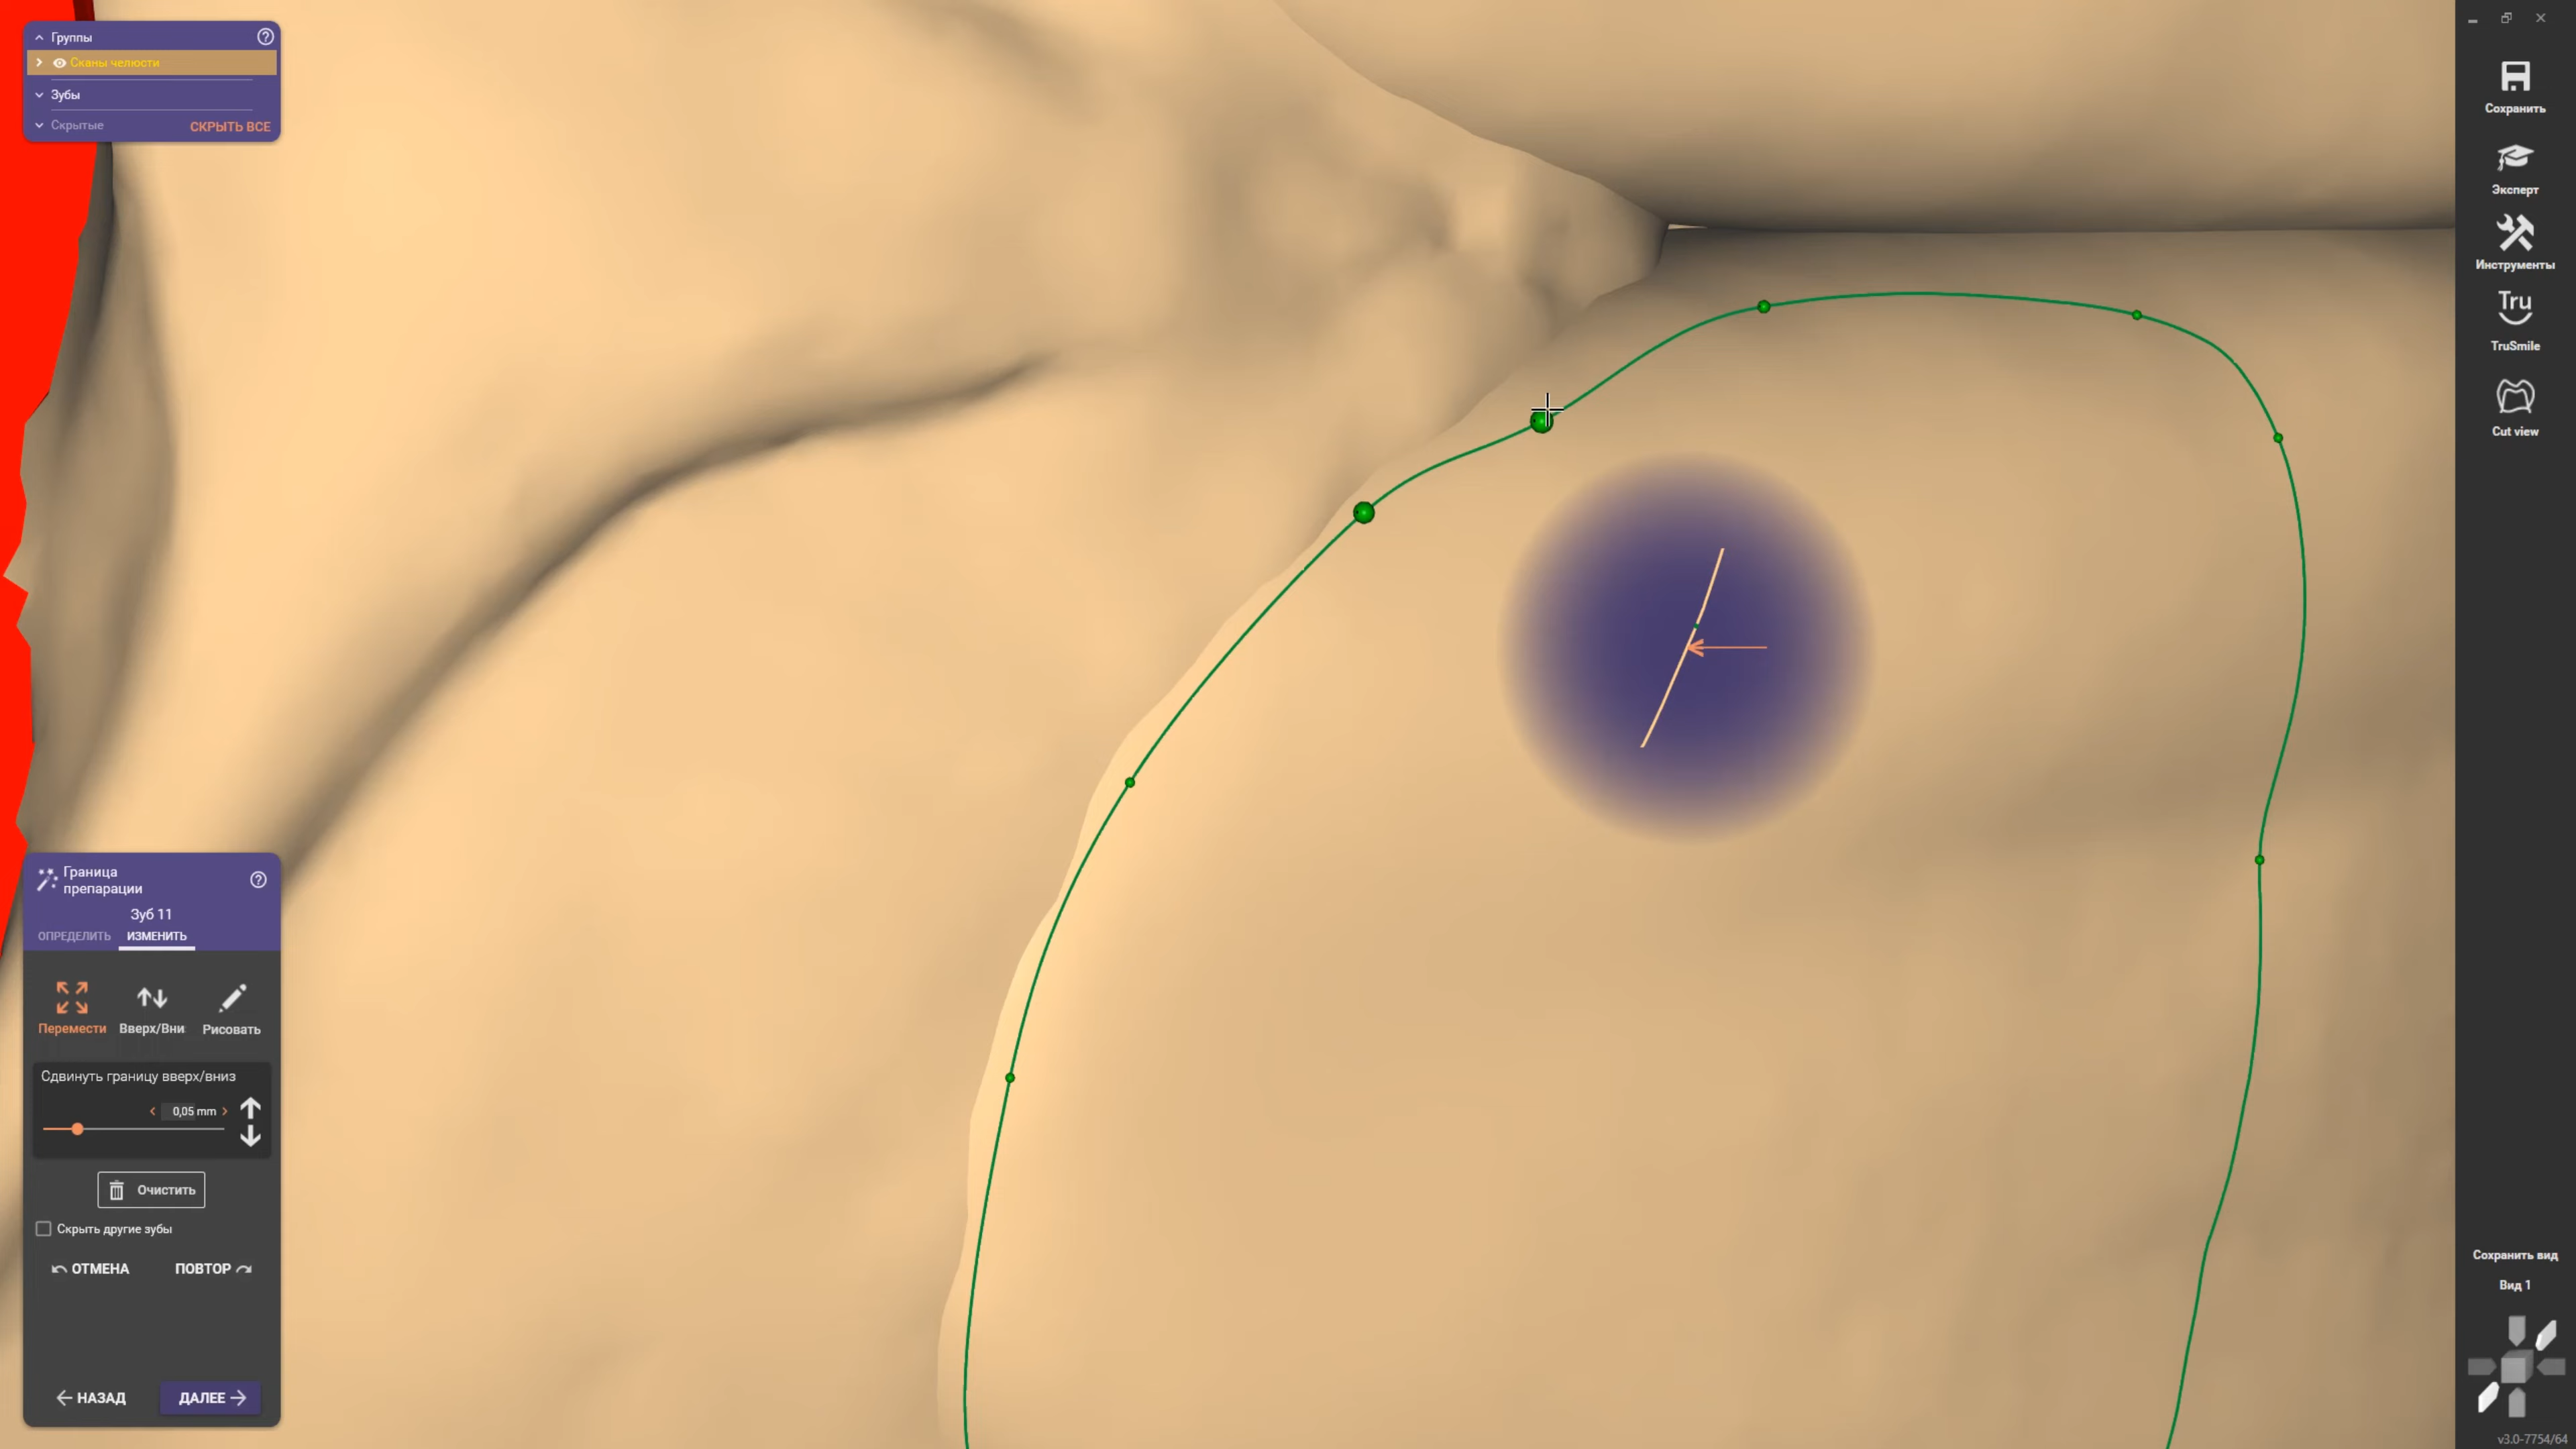 Группы
Сканы челюсти
Зубы
Скрытые
СКРЫТЬ ВСЕ
Граница
препарации
Зуб 11
ОПРЕДЕЛИТЬ
ИЗМЕНИТЬ
Перемести
Вверх/Вни
Рисовать
Сдвинуть границу вверх/вниз
0,05 mm
Очистить
Скрыть другие зубы
ОТМЕНА
ПОВТОР
НАЗАД
ДАЛЕЕ
Сохранить
Эксперт
Инструменты
Tru
TruSmile
Cut view
Сохранить вид
Вид 1
v3.0-7754/64